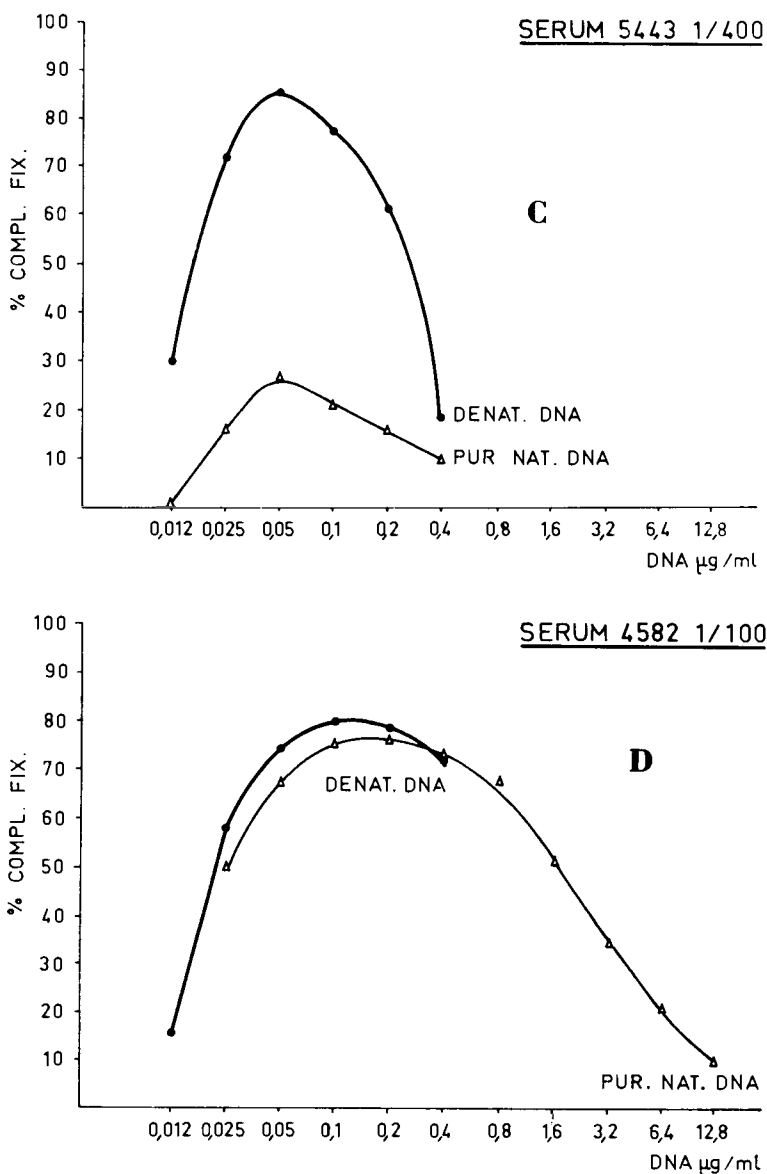 SERUM 5443 1/400
100
90
80
70
60
50
40
30
20
10
% COMPL. FIX.
C
DENAT. DNA
PUR NAT. DNA
0,012 0,025 0,05 0,1 0,2 0,4 0,8 1,6 3,2 6,4 12,8
DNA µg/ml
SERUM 4582 1/100
100
90
80
70
60
50
40
30
20
10
% COMPL. FIX.
D
DENAT. DNA
PUR. NAT. DNA
0,012 0,025 0,05 0,1 0,2 0,4 0,8 1,6 3,2 6,4 12,8
DNA µg/ml